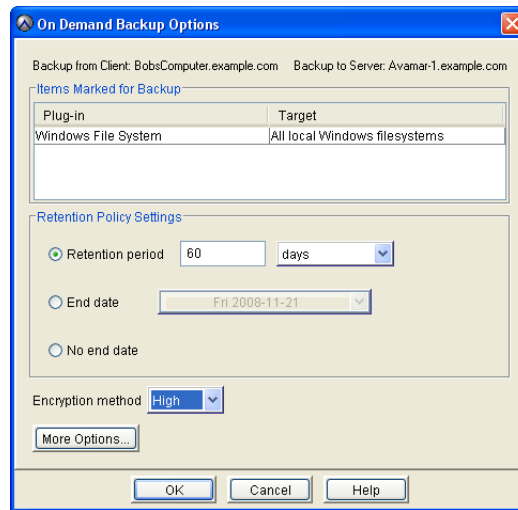 On Demand Backup Options
Backup from Client: BobsComputer.example.com Backup to Server: Avamar-1.example.com
Items Marked for Backup
Plug-in Target
Windows File System All local Windows filesystems
Retention Policy Settings
Retention period 60 days
End date Fri 2008-11-21
No end date
Encryption method High
More Options...
OK Cancel Help